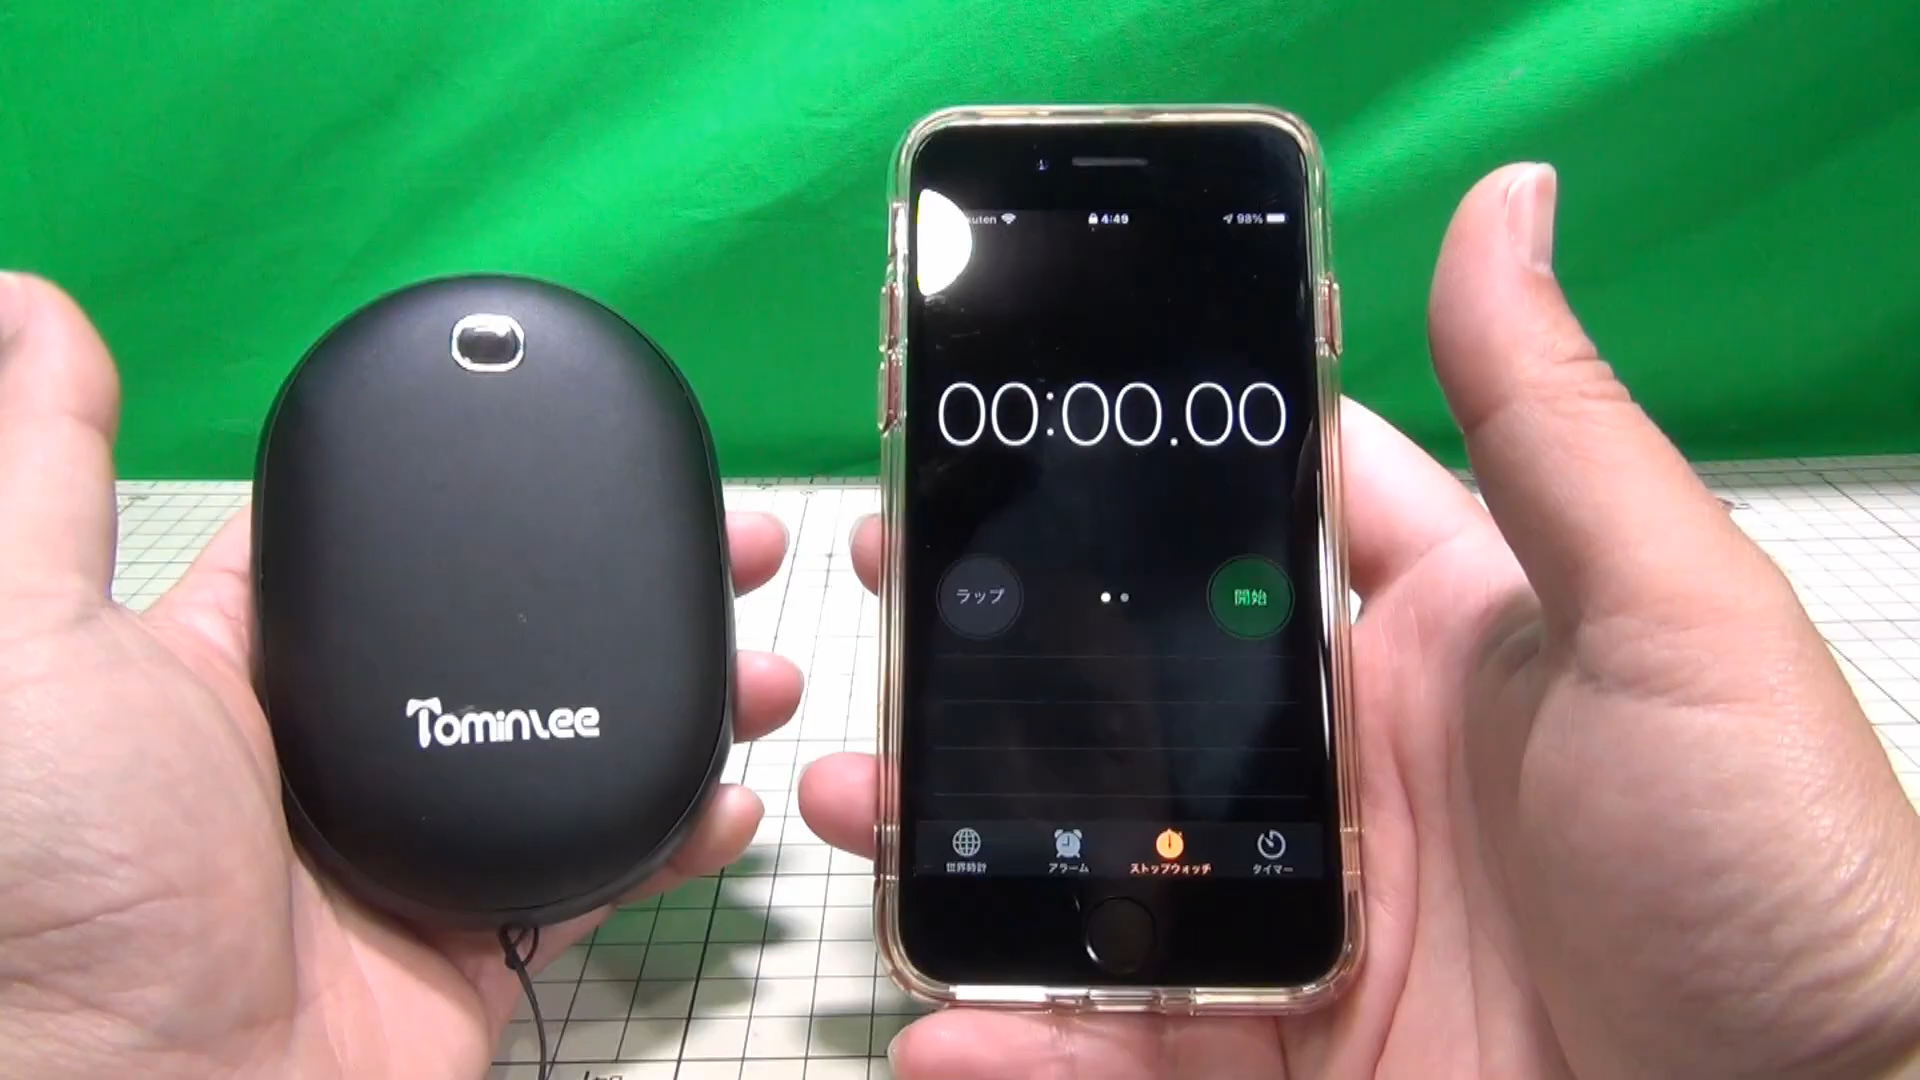 Tominlee
4:49
98%
00:00.00
ラップ
開始
世界時計
アラーム
ストップウォッチ
タイマー